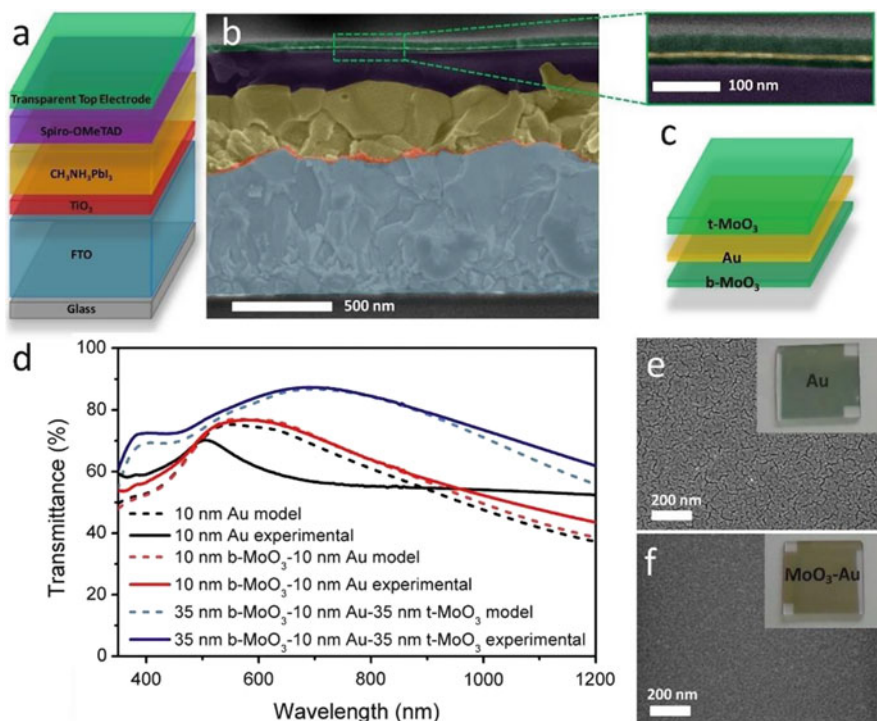 a
Transparent Top Electrode
Spiro-OMeTAD
CH₃NH₃PbI₃
TiO₂
FTO
Glass
b
500 nm
100 nm
c
t-MoO₃
Au
b-MoO₃
d
Transmittance (%)
100
80
60
40
20
0
10 nm Au model
10 nm Au experimental
10 nm b-MoO₃-10 nm Au model
10 nm b-MoO₃-10 nm Au experimental
35 nm b-MoO₃-10 nm Au-35 nm t-MoO₃ model
35 nm b-MoO₃-10 nm Au-35 nm t-MoO₃ experimental
400 600 800 1000 1200
Wavelength (nm)
e
Au
200 nm
f
MoO₃-Au
200 nm